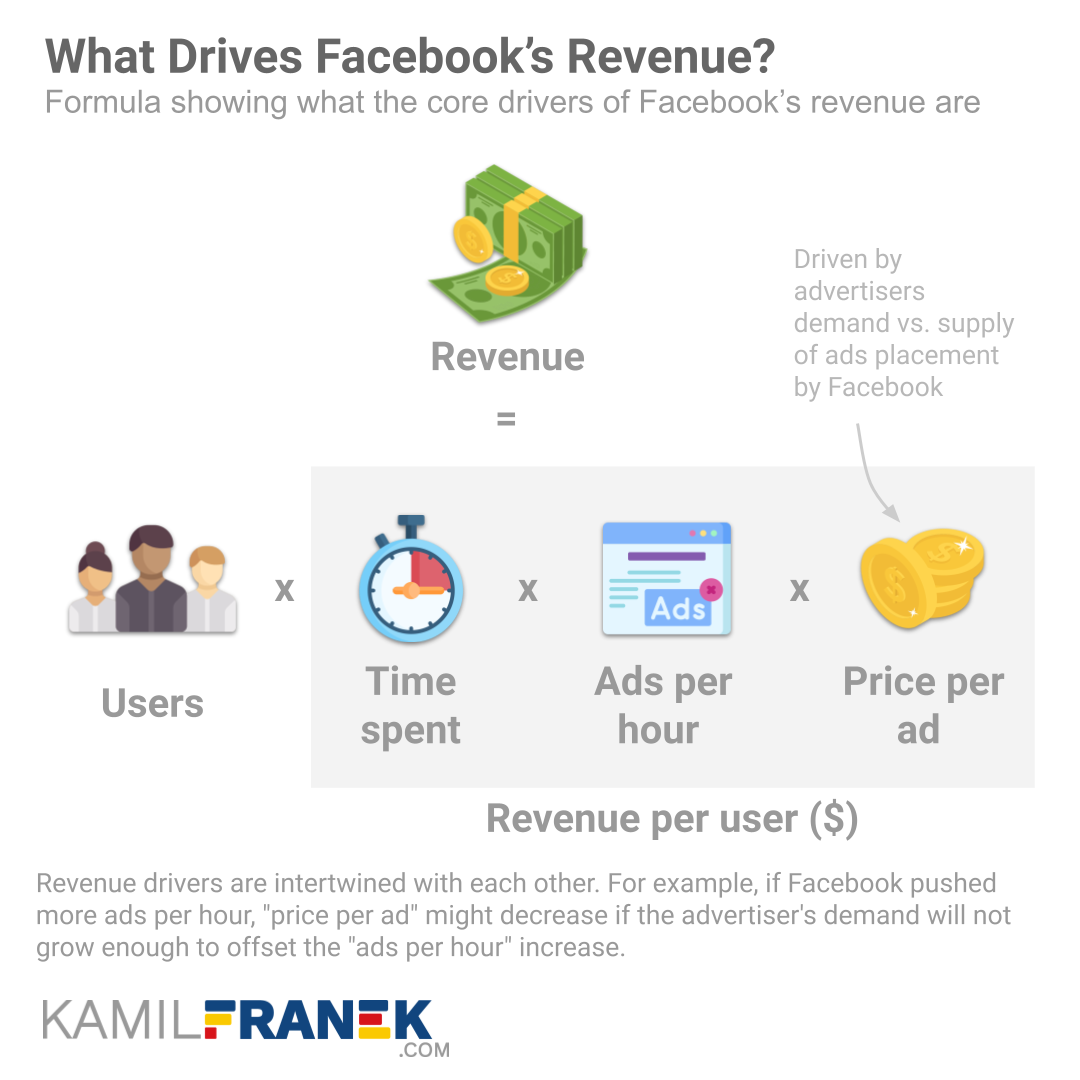 What Drives Facebook’s Revenue?
Formula showing what the core drivers of Facebook’s revenue are
Driven by
advertisers
demand vs. supply
of ads placement
by Facebook
Revenue
=
x
x
x
Ads
Users
Time
spent
Ads per
hour
Price per
ad
Revenue per user ($)
Revenue drivers are intertwined with each other. For example, if Facebook pushed
more ads per hour, "price per ad" might decrease if the advertiser's demand will not
grow enough to offset the "ads per hour" increase.
KAMILFRANEK
.COM